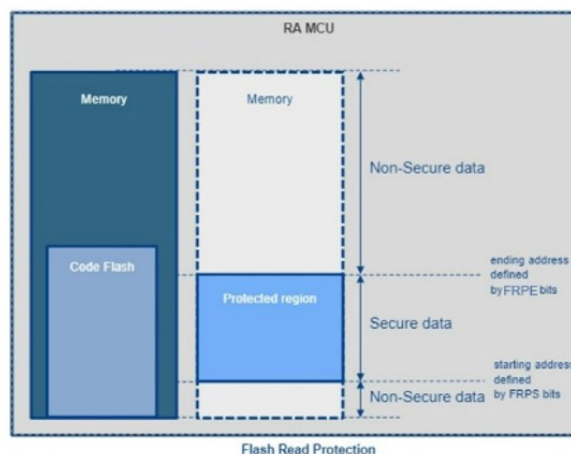 RA MCU
Memory
Memory
Non-Secure data
Code Flash
ending address
defined
by FRPE bits
Protected region
Secure data
starting address
defined
by FRPS bits
Non-Secure data
Flash Read Protection